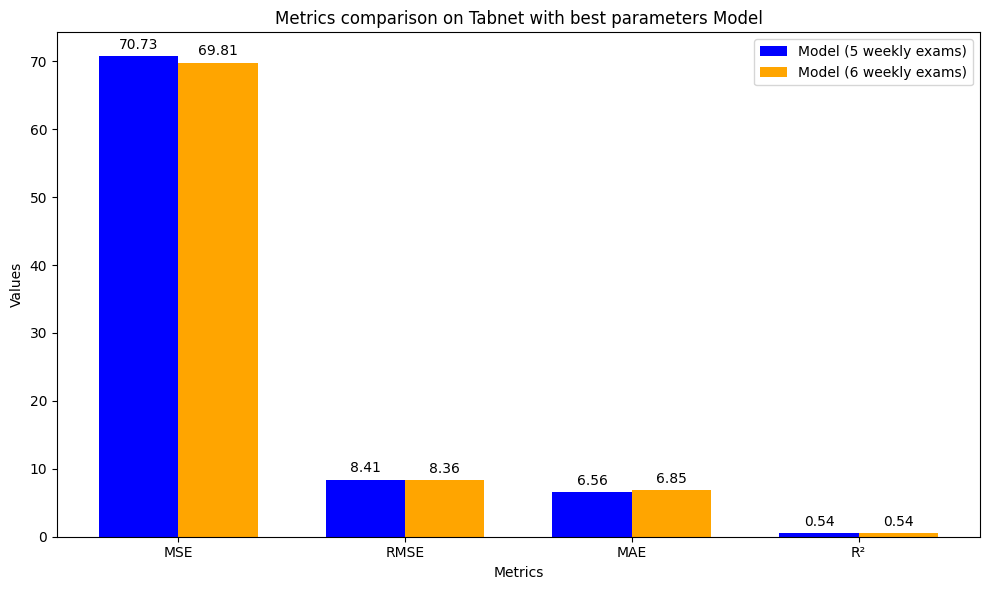 Metrics comparison on Tabnet with best parameters Model
Model (5 weekly exams)
Model (6 weekly exams)
70.73
69.81
8.41
8.36
6.56
6.85
0.54
0.54
Values
70
60
50
40
30
20
10
0
MSE
RMSE
MAE
R²
Metrics